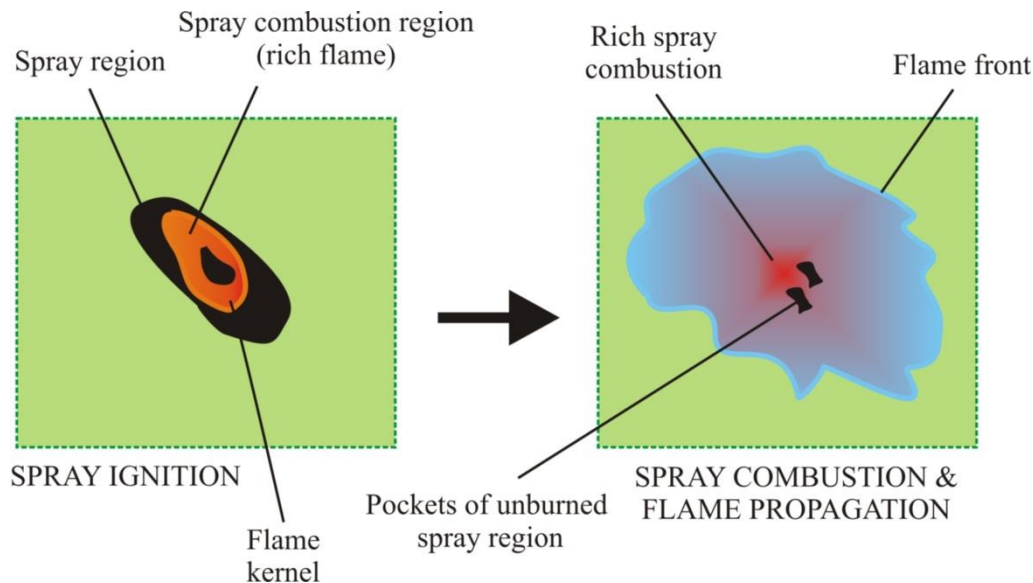 Spray combustion region
(rich flame)
Spray region
Rich spray
combustion
Flame front
SPRAY IGNITION
Flame
kernel
Pockets of unburned
spray region
SPRAY COMBUSTION &
FLAME PROPAGATION